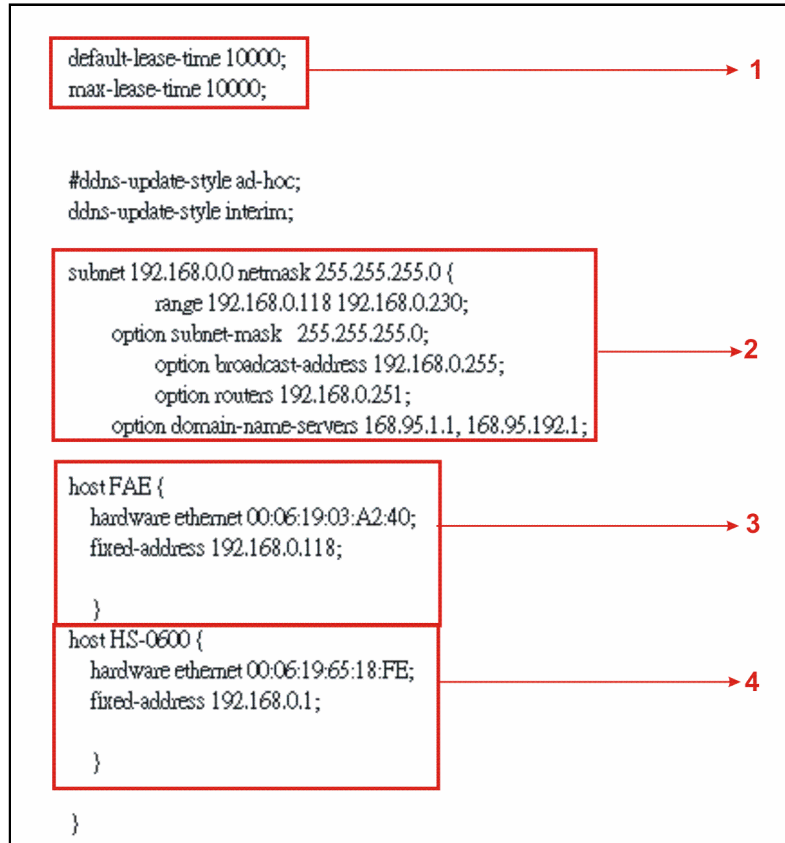 default-lease-time 10000;
max-lease-time 10000;
1
#ddns-update-style ad-hoc;
ddns-update-style interim;
subnet 192.168.0.0 netmask 255.255.255.0 {
range 192.168.0.118 192.168.0.230;
option subnet-mask 255.255.255.0;
option broadcast-address 192.168.0.255;
option routers 192.168.0.251;
option domain-name-servers 168.95.1.1, 168.95.192.1;
2
host FAE {
hardware ethernet 00:06:19:03:A2:40;
fixed-address 192.168.0.118;
}
3
host HS-0600 {
hardware ethernet 00:06:19:65:18:FE;
fixed-address 192.168.0.1;
}
4
}